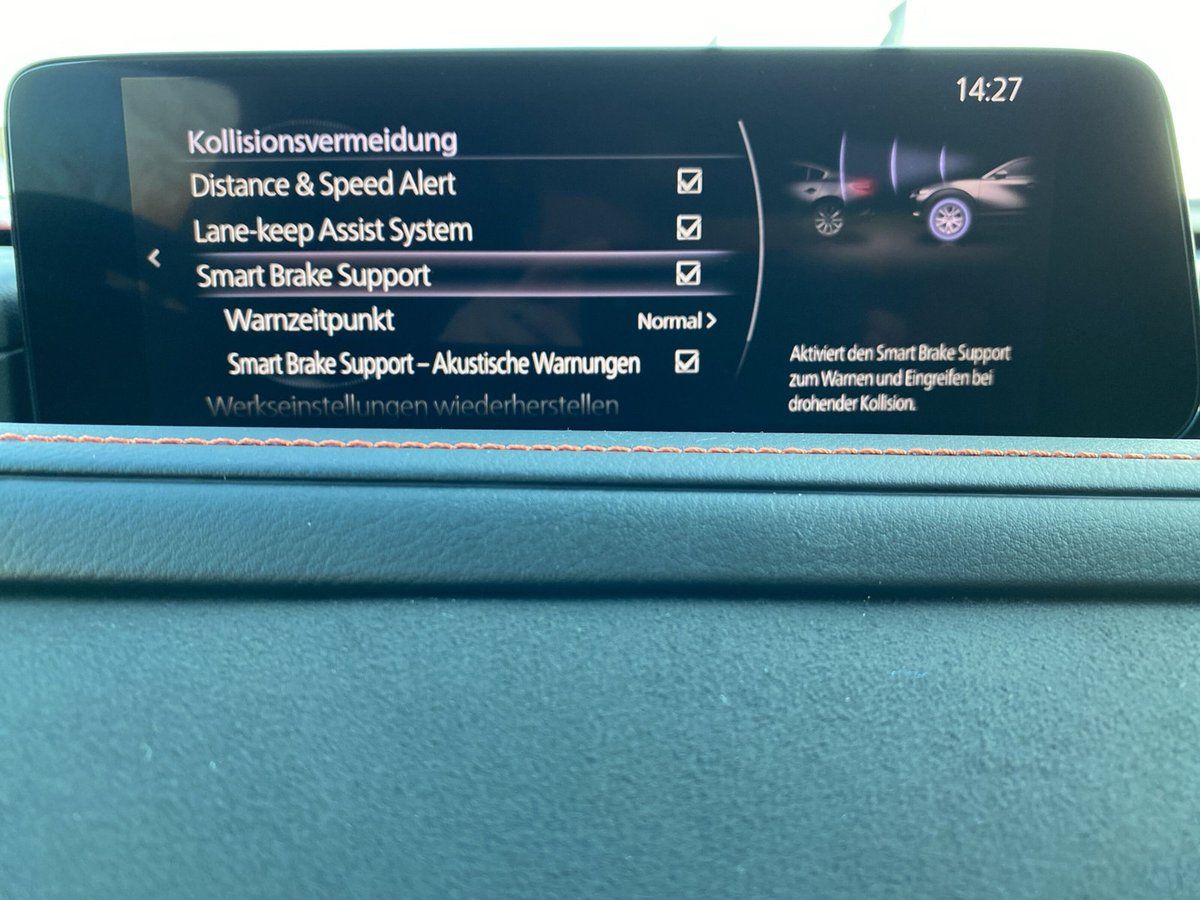 14:27
Kollisionsvermeidung
Distance & Speed Alert
Lane-keep Assist System
Smart Brake Support
Warnzeitpunkt Normal >
Smart Brake Support – Akustische Warnungen
Werkseinstellungen wiederherstellen
Aktiviert den Smart Brake Support
zum Warnen und Eingreifen bei
drohender Kollision.